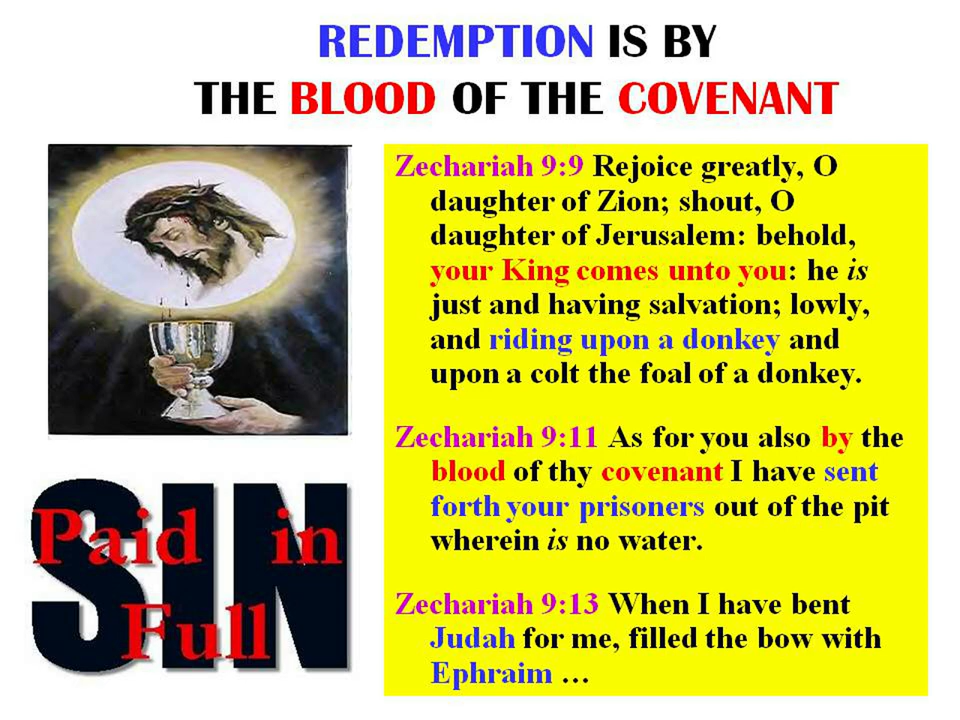 REDEMPTION IS BY
THE BLOOD OF THE COVENANT
Zechariah 9:9 Rejoice greatly, O
daughter of Zion; shout, O
daughter of Jerusalem: behold,
your King comes unto you: he is
just and having salvation; lowly,
and riding upon a donkey and
upon a colt the foal of a donkey.
Zechariah 9:11 As for you also by the
blood of thy covenant I have sent
forth your prisoners out of the pit
wherein is no water.
Zechariah 9:13 When I have bent
Judah for me, filled the bow with
Ephraim …
SIN
Paid in
Full